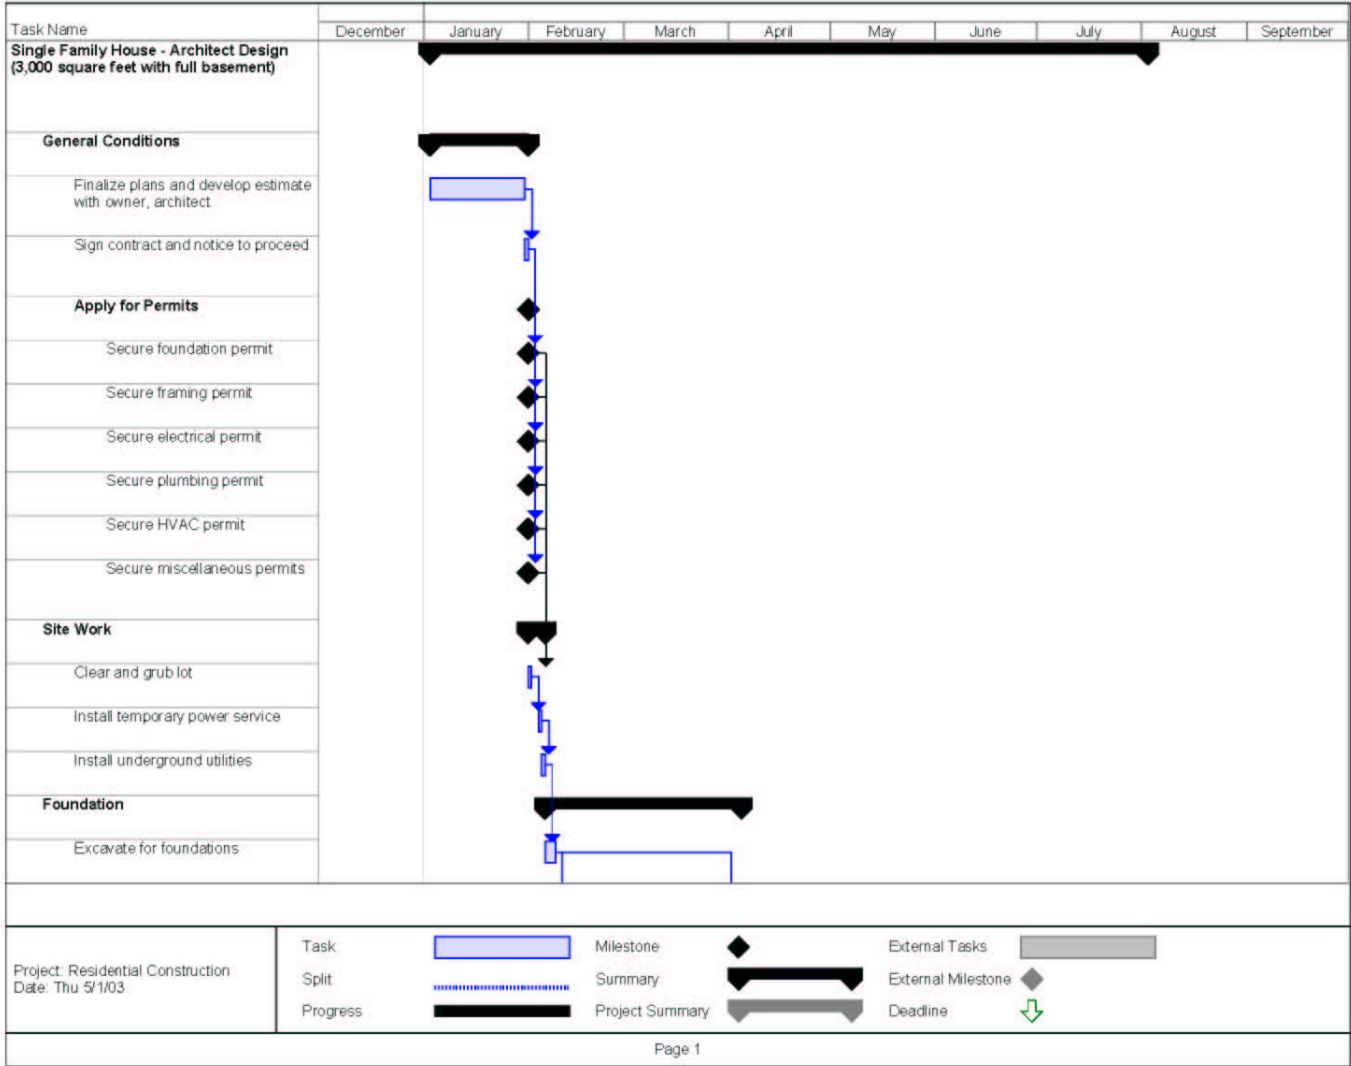 Task Name
December January February March April May June July August September
Single Family House - Architect Design
(3,000 square feet with full basement)
General Conditions
Finalize plans and develop estimate
with owner, architect
Sign contract and notice to proceed
Apply for Permits
Secure foundation permit
Secure framing permit
Secure electrical permit
Secure plumbing permit
Secure HVAC permit
Secure miscellaneous permits
Site Work
Clear and grub lot
Install temporary power service
Install underground utilities
Foundation
Excavate for foundations
Project: Residential Construction
Date: Thu 5/1/03
Task Milestone External Tasks
Split Summary External Milestone
Progress Project Summary Deadline
Page 1